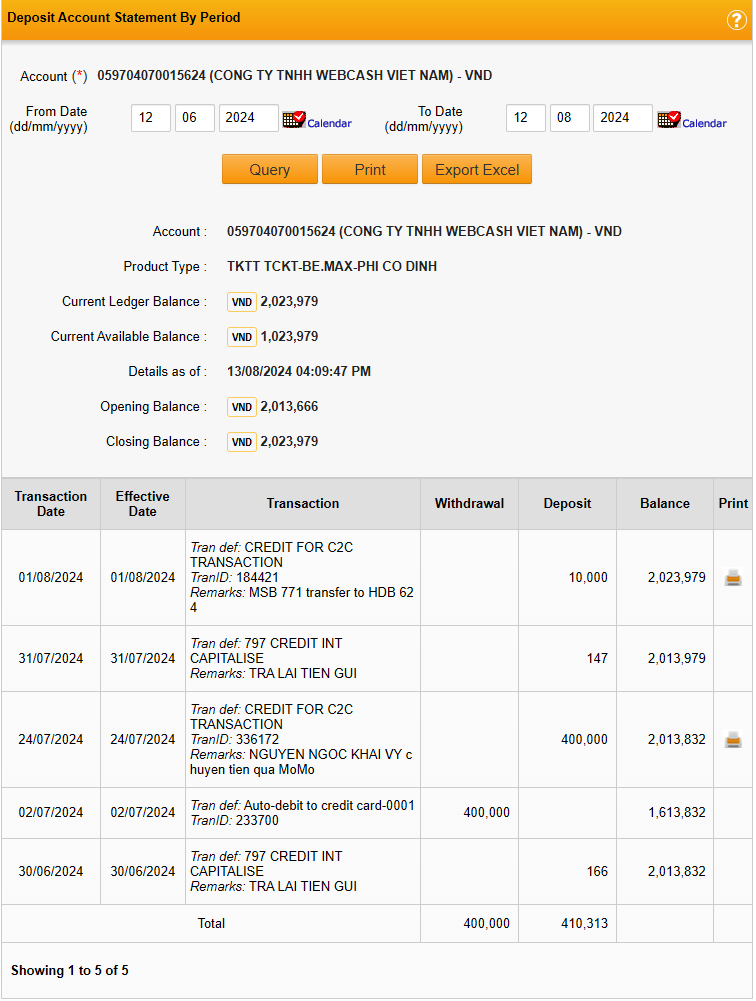 Deposit Account Statement By Period
?
Account (*) 059704070015624 (CONG TY TNHH WEBCASH VIET NAM) - VND
From Date (dd/mm/yyyy) 12 06 2024 Calendar To Date (dd/mm/yyyy) 12 08 2024 Calendar
Query Print Export Excel
Account : 059704070015624 (CONG TY TNHH WEBCASH VIET NAM) - VND
Product Type : TKTT TCKT-BE.MAX-PHI CO DINH
Current Ledger Balance : VND 2,023,979
Current Available Balance : VND 1,023,979
Details as of : 13/08/2024 04:09:47 PM
Opening Balance : VND 2,013,666
Closing Balance : VND 2,023,979
Transaction Date Effective Date Transaction Withdrawal Deposit Balance Print
01/08/2024 01/08/2024 Tran def: CREDIT FOR C2C
TRANSACTION
TranID: 184421 10,000 2,023,979
Remarks: MSB 771 transfer to HDB 62
4
31/07/2024 31/07/2024 Tran def: 797 CREDIT INT
CAPITALISE 147 2,013,979
Remarks: TRA LAI TIEN GUI
24/07/2024 24/07/2024 Tran def: CREDIT FOR C2C
TRANSACTION
TranID: 336172 400,000 2,013,832
Remarks: NGUYEN NGOC KHAI VY c
huyen tien qua MoMo
02/07/2024 02/07/2024 Tran def: Auto-debit to credit card-0001 400,000 1,613,832
TranID: 233700
30/06/2024 30/06/2024 Tran def: 797 CREDIT INT
CAPITALISE 166 2,013,832
Remarks: TRA LAI TIEN GUI
Total 400,000 410,313
Showing 1 to 5 of 5